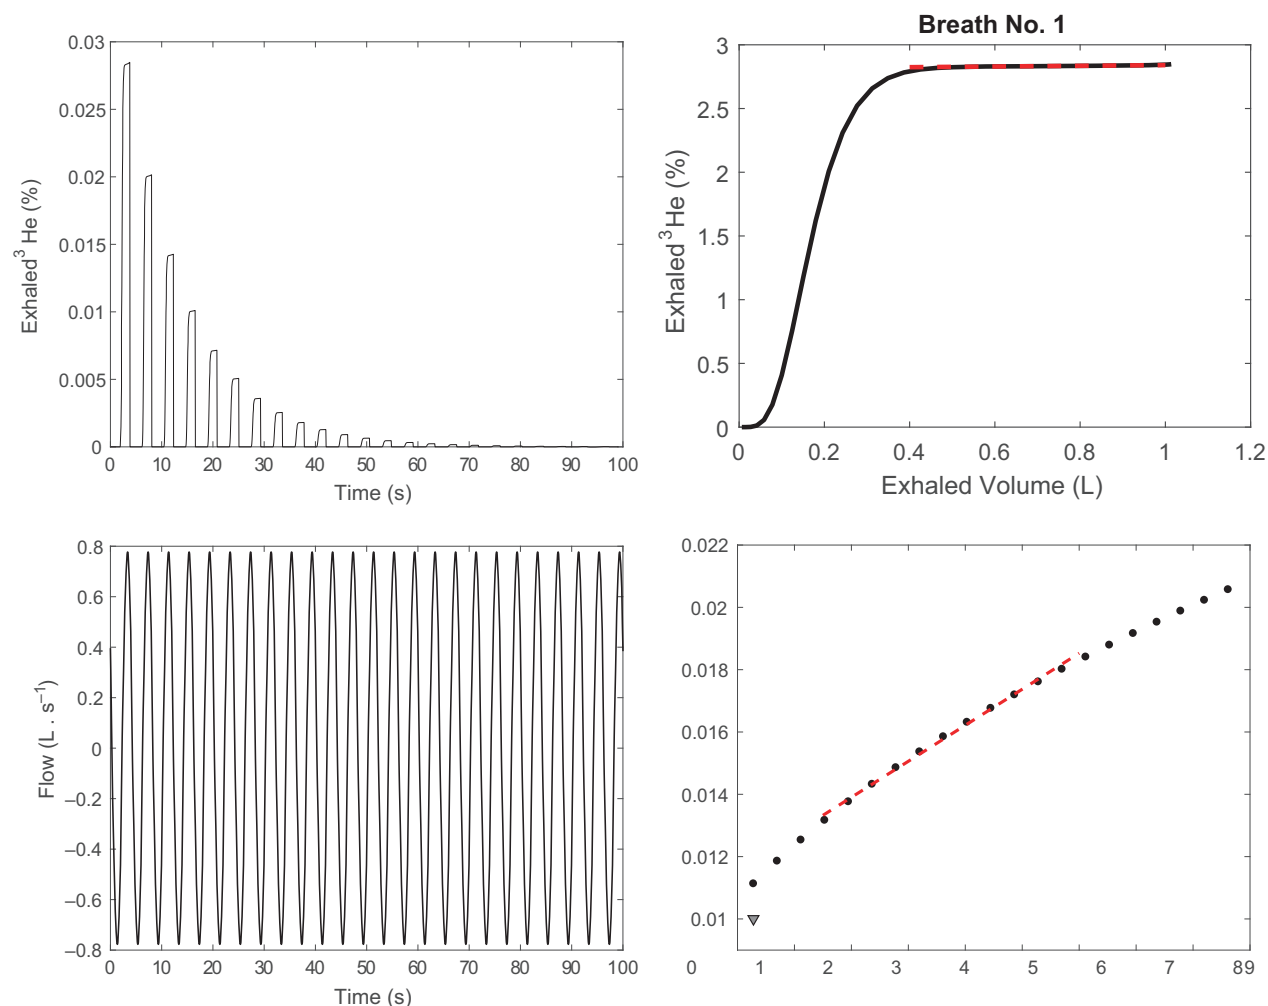 0.03
0.025
0.02
0.015
0.01
0.005
0
Exhaled³ He (%)
0 10 20 30 40 50 60 70 80 90 100
Time (s)
Breath No. 1
3
2.5
2
1.5
1
0.5
0
Exhaled ³He (%)
0 0.2 0.4 0.6 0.8 1 1.2
Exhaled Volume (L)
0.8
0.6
0.4
0.2
0
–0.2
–0.4
–0.6
–0.8
Flow (L . s⁻¹)
0 10 20 30 40 50 60 70 80 90 100
Time (s)
0.022
0.02
0.018
0.016
0.014
0.012
0.01
0 1 2 3 4 5 6 7 89